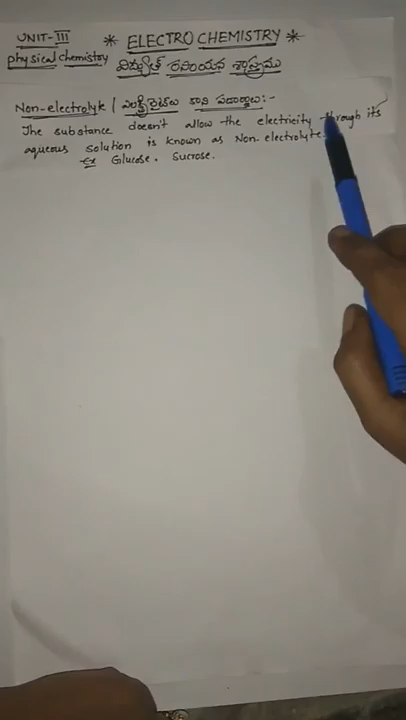 UNIT-III * ELECTRO CHEMISTRY *
physical chemistry విద్యుత్ రసాయన శాస్త్రము
Non-electrolyte / కాని పదార్థాలు:-
The substance doesn't allow the electricity through its
aqueous solution is known as Non-electrolyte.
Ex Glucose, Sucrose.